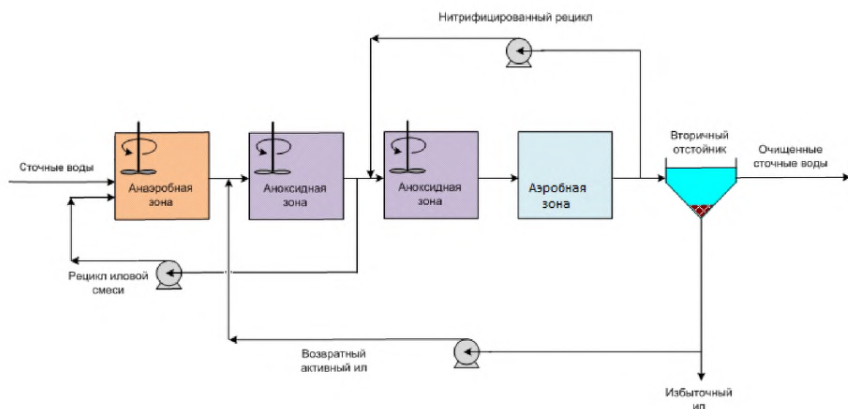 Нитрифицированный рецикл
Сточные воды
Анаэробная
зона
Аноксидная
зона
Аноксидная
зона
Аэробная
зона
Вторичный
отстойник
Очищенные
сточные воды
Рецикл иловой
смеси
Возвратный
активный ил
Избыточный
ил